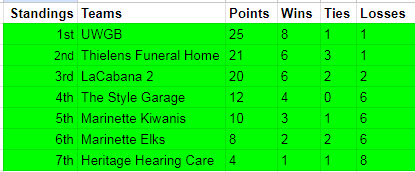 Standings Teams Points Wins Ties Losses
1st UWGB 25 8 1 1
2nd Thielens Funeral Home 21 6 3 1
3rd LaCabana 2 20 6 2 2
4th The Style Garage 12 4 0 6
5th Marinette Kiwanis 10 3 1 6
6th Marinette Elks 8 2 2 6
7th Heritage Hearing Care 4 1 1 8